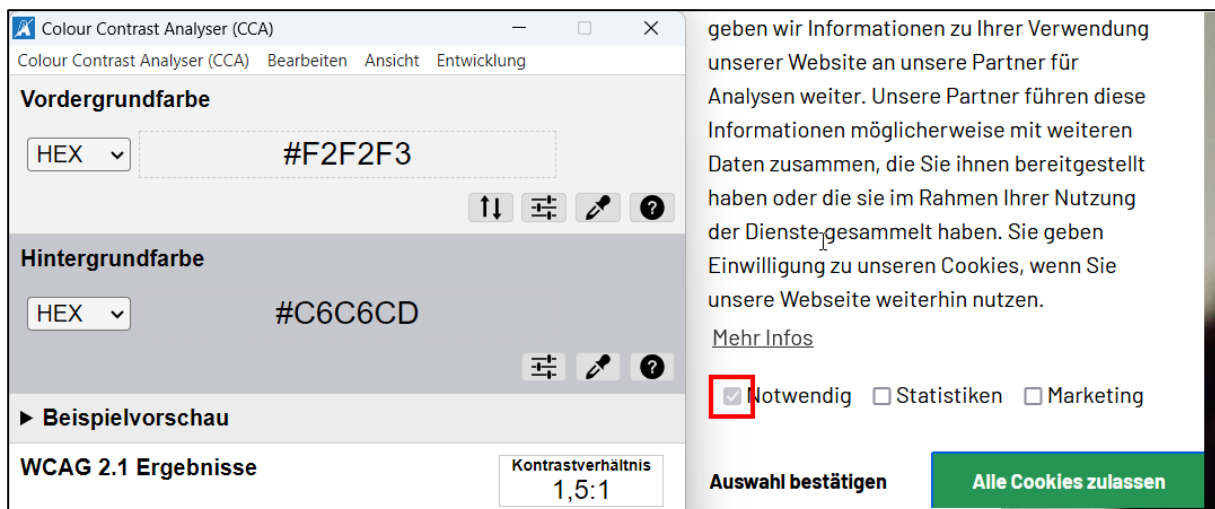 Colour Contrast Analyser (CCA)
Colour Contrast Analyser (CCA) Bearbeiten Ansicht Entwicklung
Vordergrundfarbe
HEX #F2F2F3
Hintergrundfarbe
HEX #C6C6CD
Beispielvorschau
WCAG 2.1 Ergebnisse
Kontrastverhältnis
1,5:1
geben wir Informationen zu Ihrer Verwendung
unserer Website an unsere Partner für
Analysen weiter. Unsere Partner führen diese
Informationen möglicherweise mit weiteren
Daten zusammen, die Sie ihnen bereitgestellt
haben oder die sie im Rahmen Ihrer Nutzung
der Dienste gesammelt haben. Sie geben
Einwilligung zu unseren Cookies, wenn Sie
unsere Webseite weiterhin nutzen.
Mehr Infos
Notwendig Statistiken Marketing
Auswahl bestätigen Alle Cookies zulassen